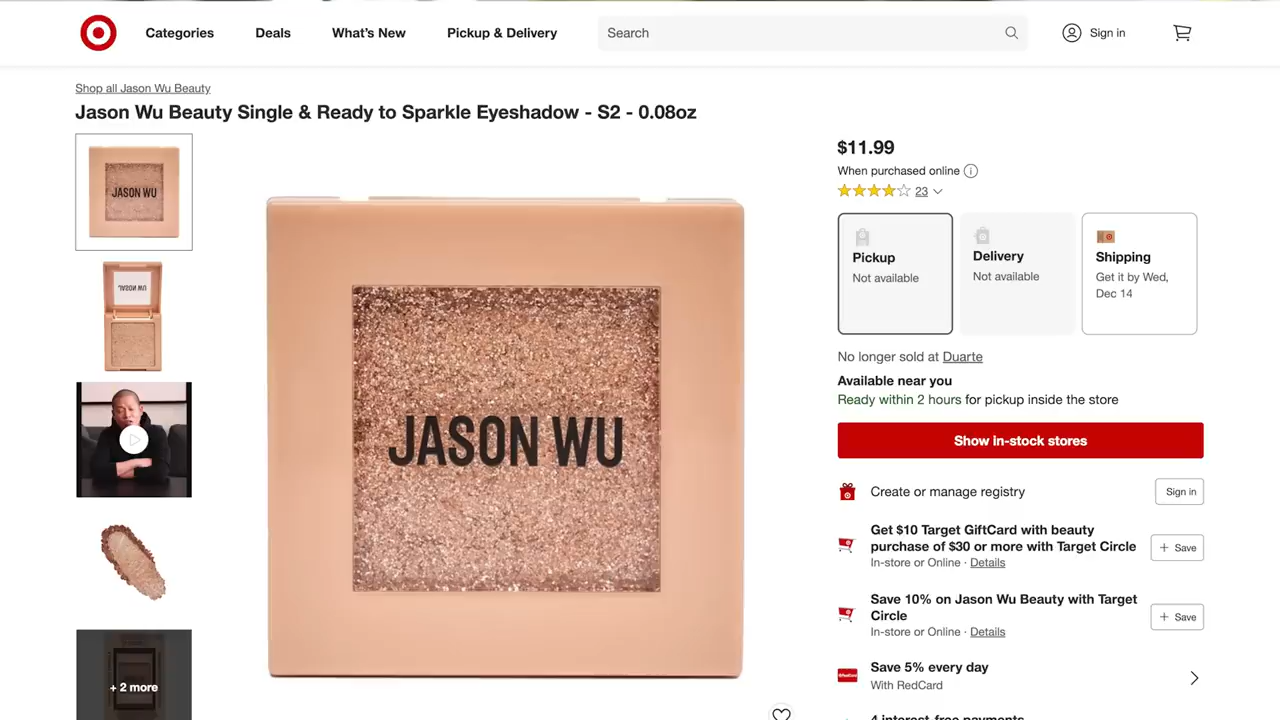 Categories
Deals
What's New
Pickup & Delivery
Search
Sign in
Shop all Jason Wu Beauty
Jason Wu Beauty Single & Ready to Sparkle Eyeshadow - S2 - 0.08oz
JASON WU
JASON WU
+ 2 more
JASON WU
$11.99
When purchased online
23
Pickup
Not available
Delivery
Not available
Shipping
Get it by Wed,
Dec 14
No longer sold at Duarte
Available near you
Ready within 2 hours for pickup inside the store
Show in-stock stores
Create or manage registry
Sign in
Get $10 Target GiftCard with beauty
purchase of $30 or more with Target Circle
In-store or Online · Details
+ Save
Save 10% on Jason Wu Beauty with Target
Circle
In-store or Online · Details
+ Save
Save 5% every day
With RedCard
4 interest-free payments